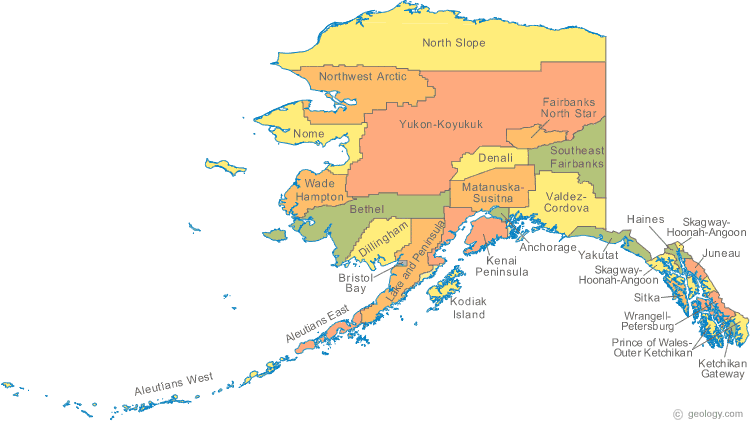 North Slope
Northwest Arctic
Fairbanks
North Star
Yukon-Koyukuk
Nome
Southeast
Fairbanks
Denali
Wade
Hampton
Matanuska-
Susitna
Valdez-
Cordova
Bethel
Dillingham
Lake and Peninsula
Haines
Skagway-
Hoonah-Angoon
Anchorage
Yakutat
Juneau
Kenai
Peninsula
Bristol
Bay
Skagway-
Hoonah-Angoon
Kodiak
Island
Sitka
Aleutians East
Wrangell-
Petersburg
Prince of Wales-
Outer Ketchikan
Ketchikan
Gateway
Aleutians West
© geology.com